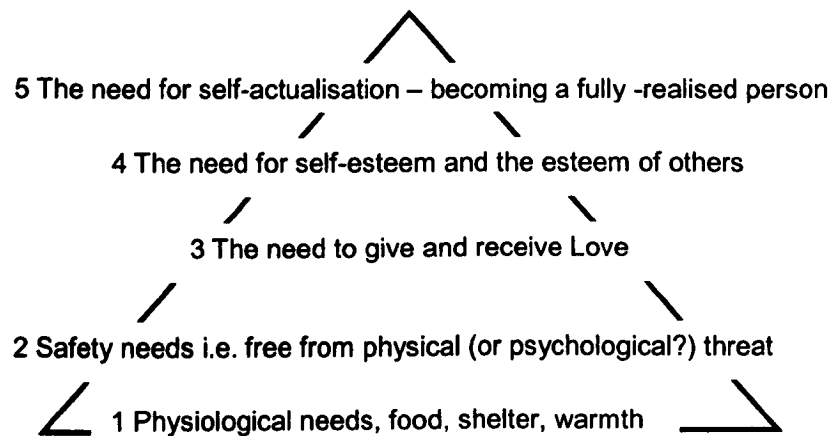 5 The need for self-actualisation – becoming a fully -realised person
4 The need for self-esteem and the esteem of others
3 The need to give and receive Love
2 Safety needs i.e. free from physical (or psychological?) threat
1 Physiological needs, food, shelter, warmth